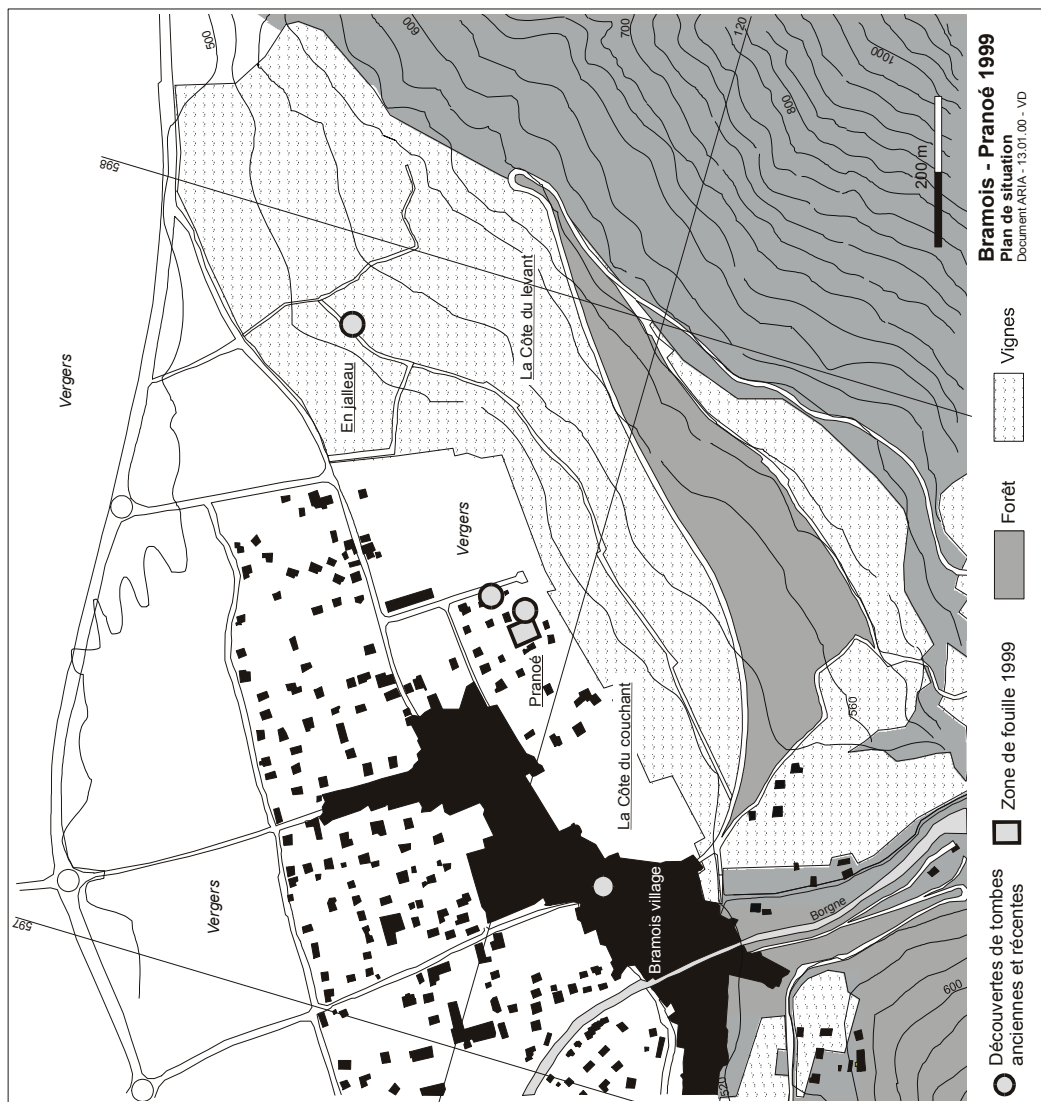 500
600
700
120
1000
800
598
597
Vergers
En jalleau
La Côte du levant
Vergers
Vergers
Pranoé
La Côte du couchant
560
Bramois village
Borgne
520
600
200 m
Bramois - Pranoé 1999
Plan de situation
Document ARIA - 13.01.00 - VD
Découvertes de tombes
anciennes et récentes
Zone de fouille 1999
Forêt
Vignes